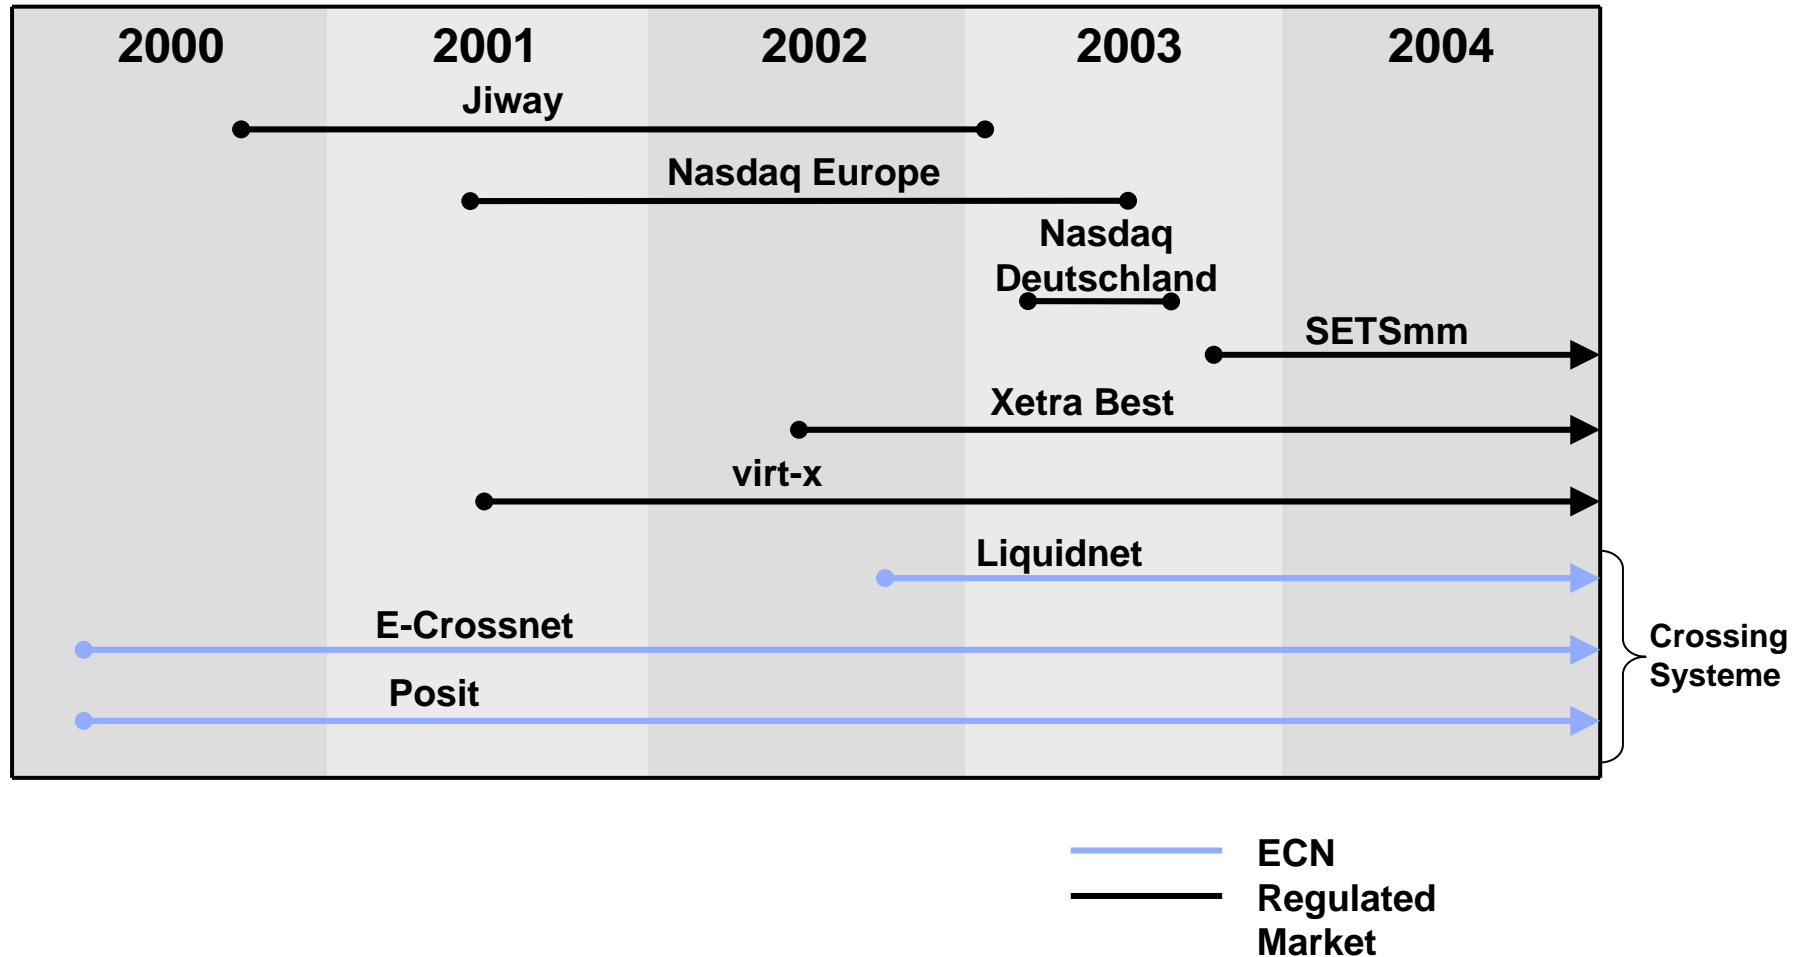 2000 2001 2002 2003 2004
Jiway
Nasdaq Europe
Nasdaq
Deutschland
SETSmm
Xetra Best
virt-x
Liquidnet
E-Crossnet
Posit
Crossing
Systeme
ECN
Regulated
Market